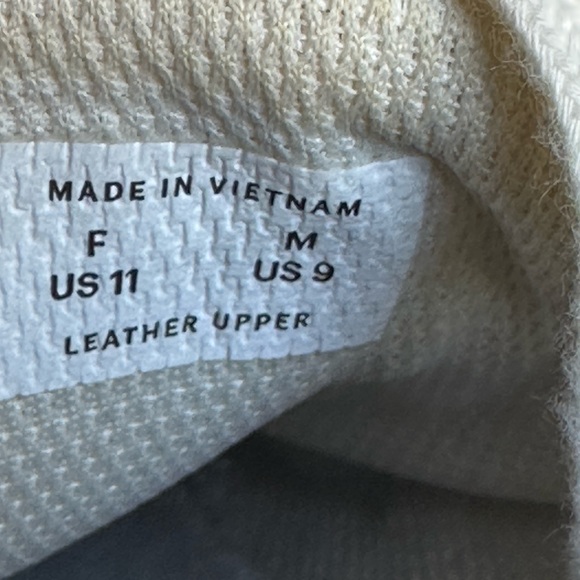 MADE IN VIETNAM
F M
US 11 US 9
LEATHER UPPER